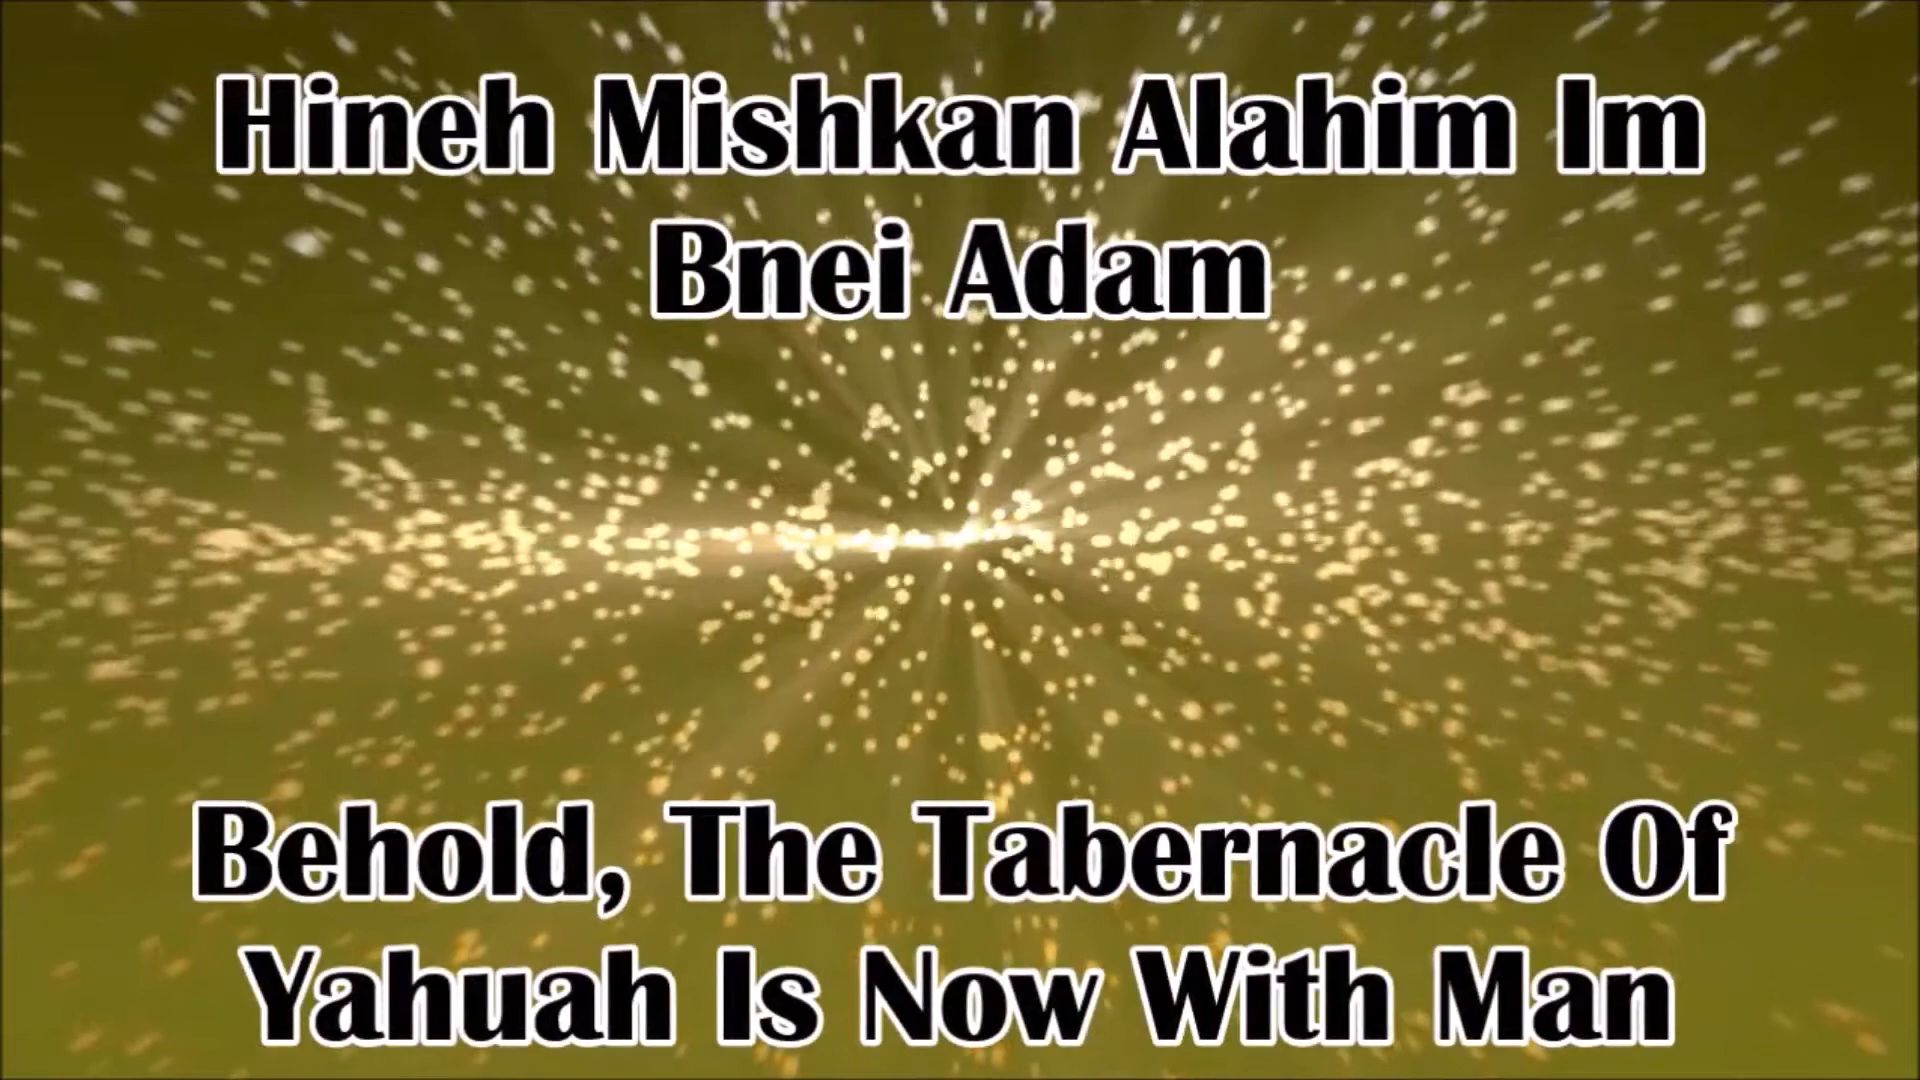 Hineh Mishkan Alahim Im
Bnei Adam
Behold, The Tabernacle Of
Yahuah Is Now With Man